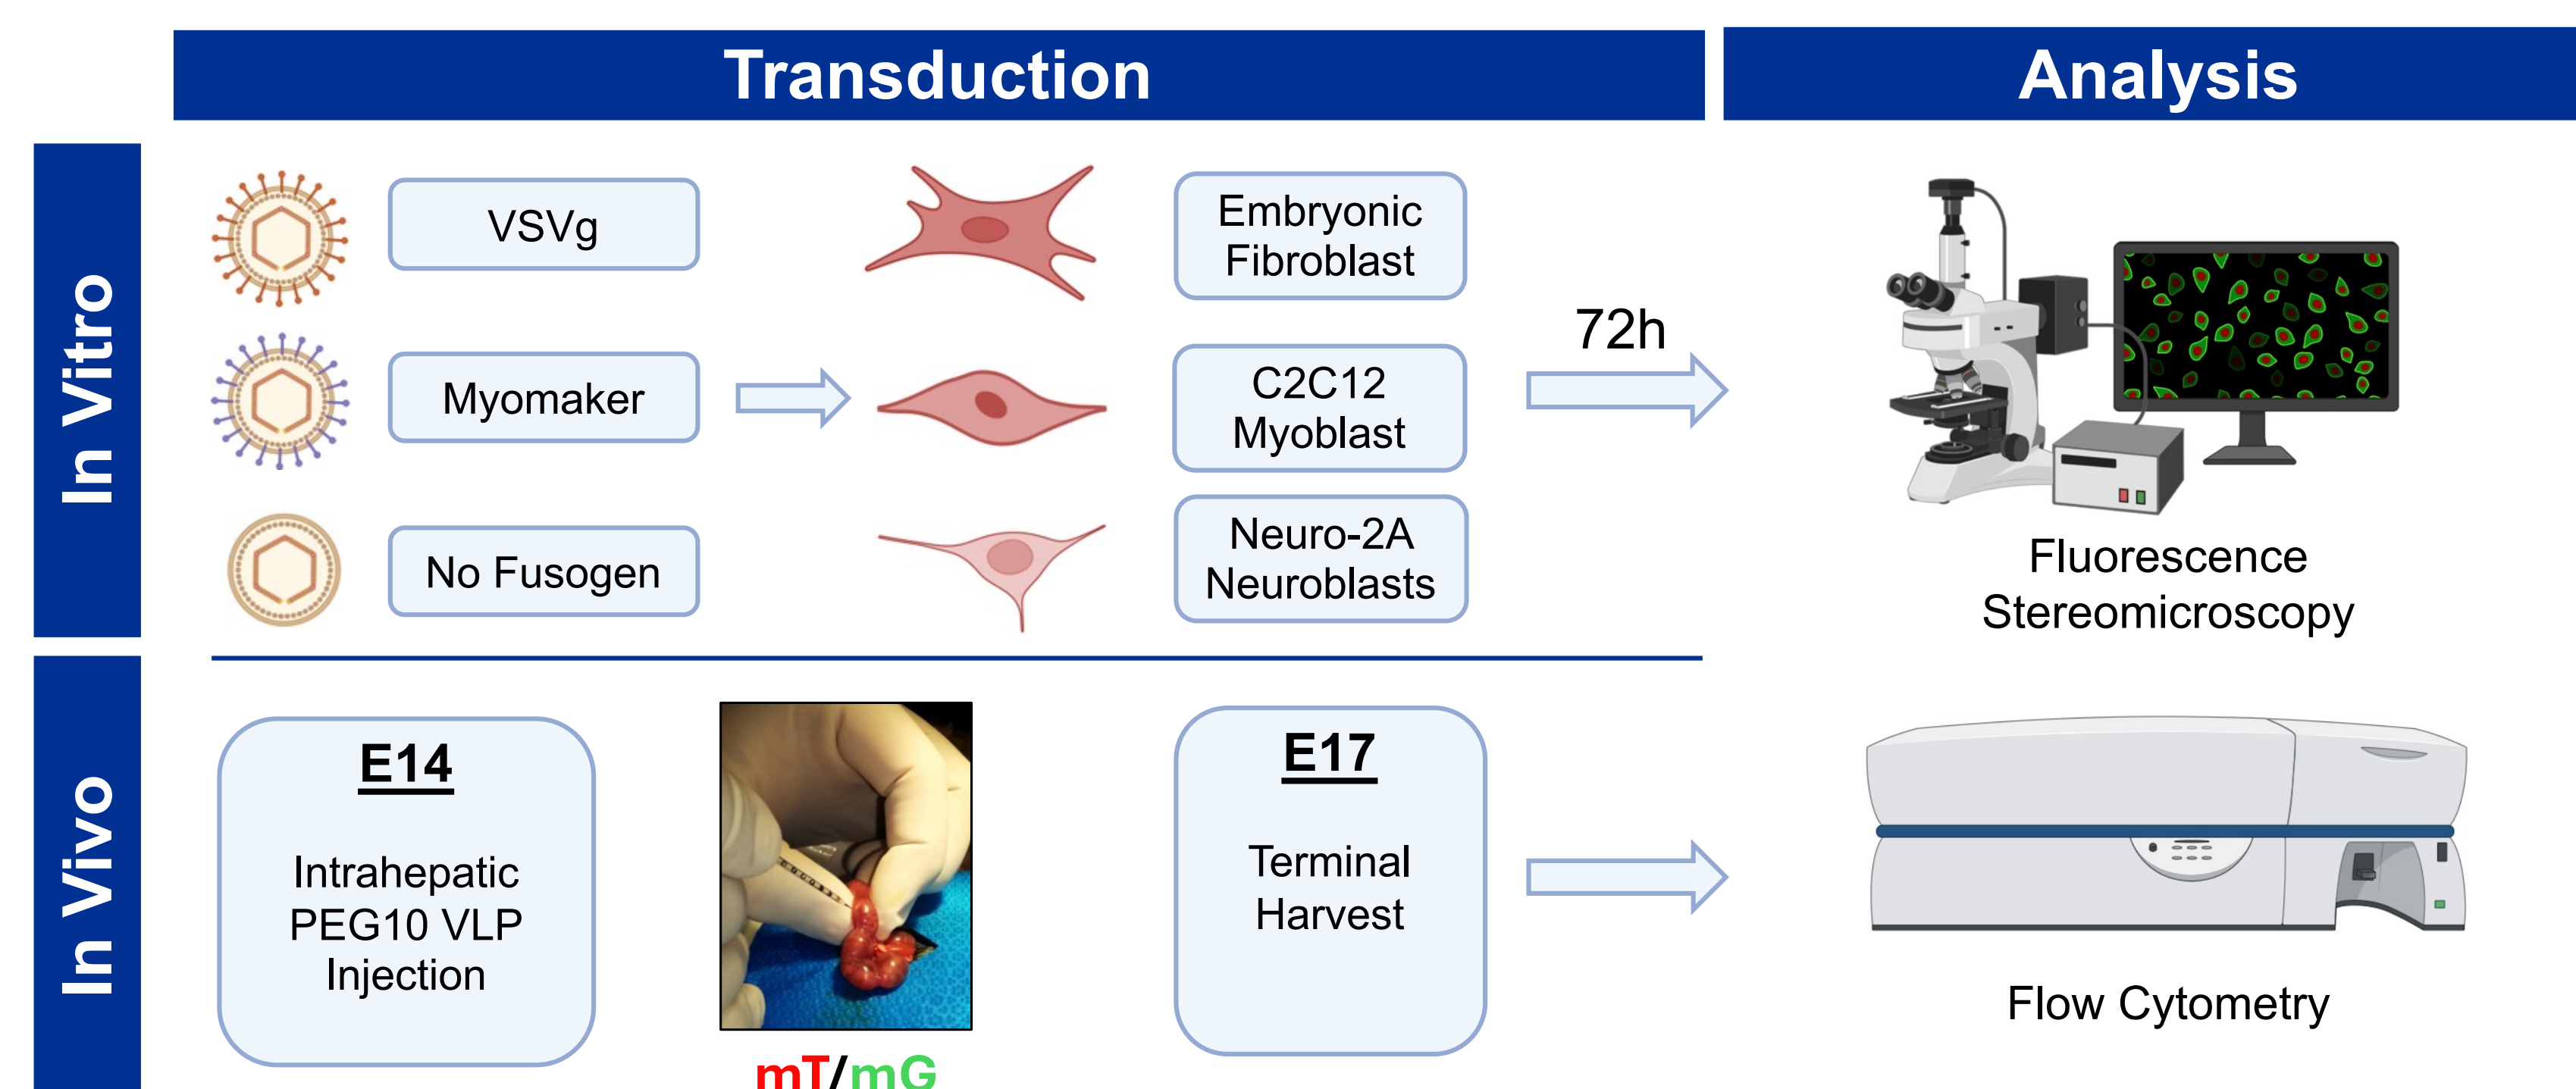 Transduction
Analysis
In Vitro
VSVg
Myomaker
No Fusogen
Embryonic
Fibroblast
C2C12
Myoblast
Neuro-2A
Neuroblasts
72h
Fluorescence
Stereomicroscopy
In Vivo
E14
Intrahepatic
PEG10 VLP
Injection
mT/mG
E17
Terminal
Harvest
Flow Cytometry